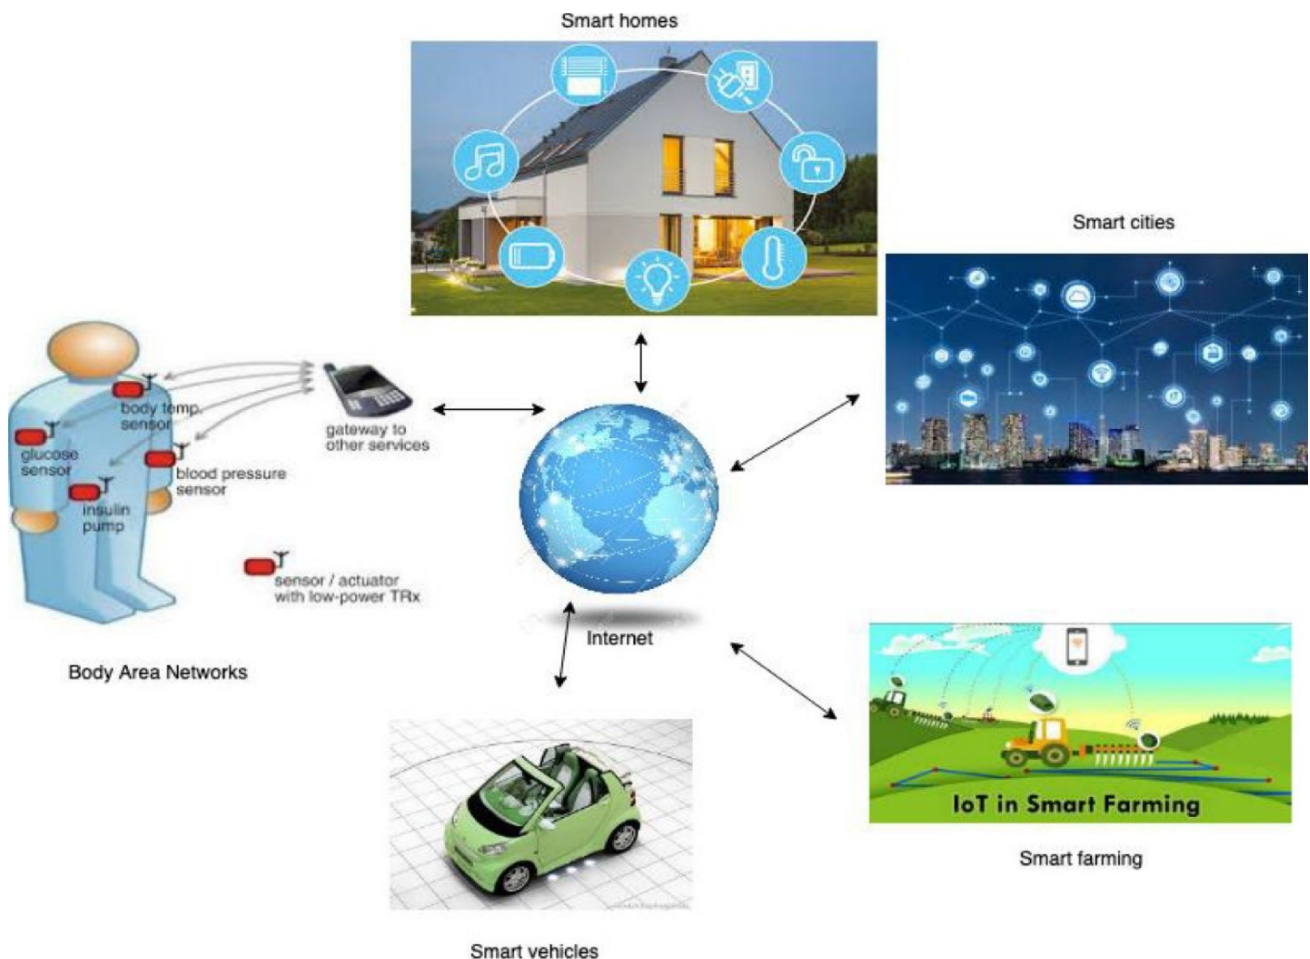 Smart homes
Smart cities
body temp.
sensor
glucose
sensor
blood pressure
sensor
insulin
pump
gateway to
other services
sensor / actuator
with low-power TRx
Body Area Networks
Internet
IoT in Smart Farming
Smart farming
Smart vehicles